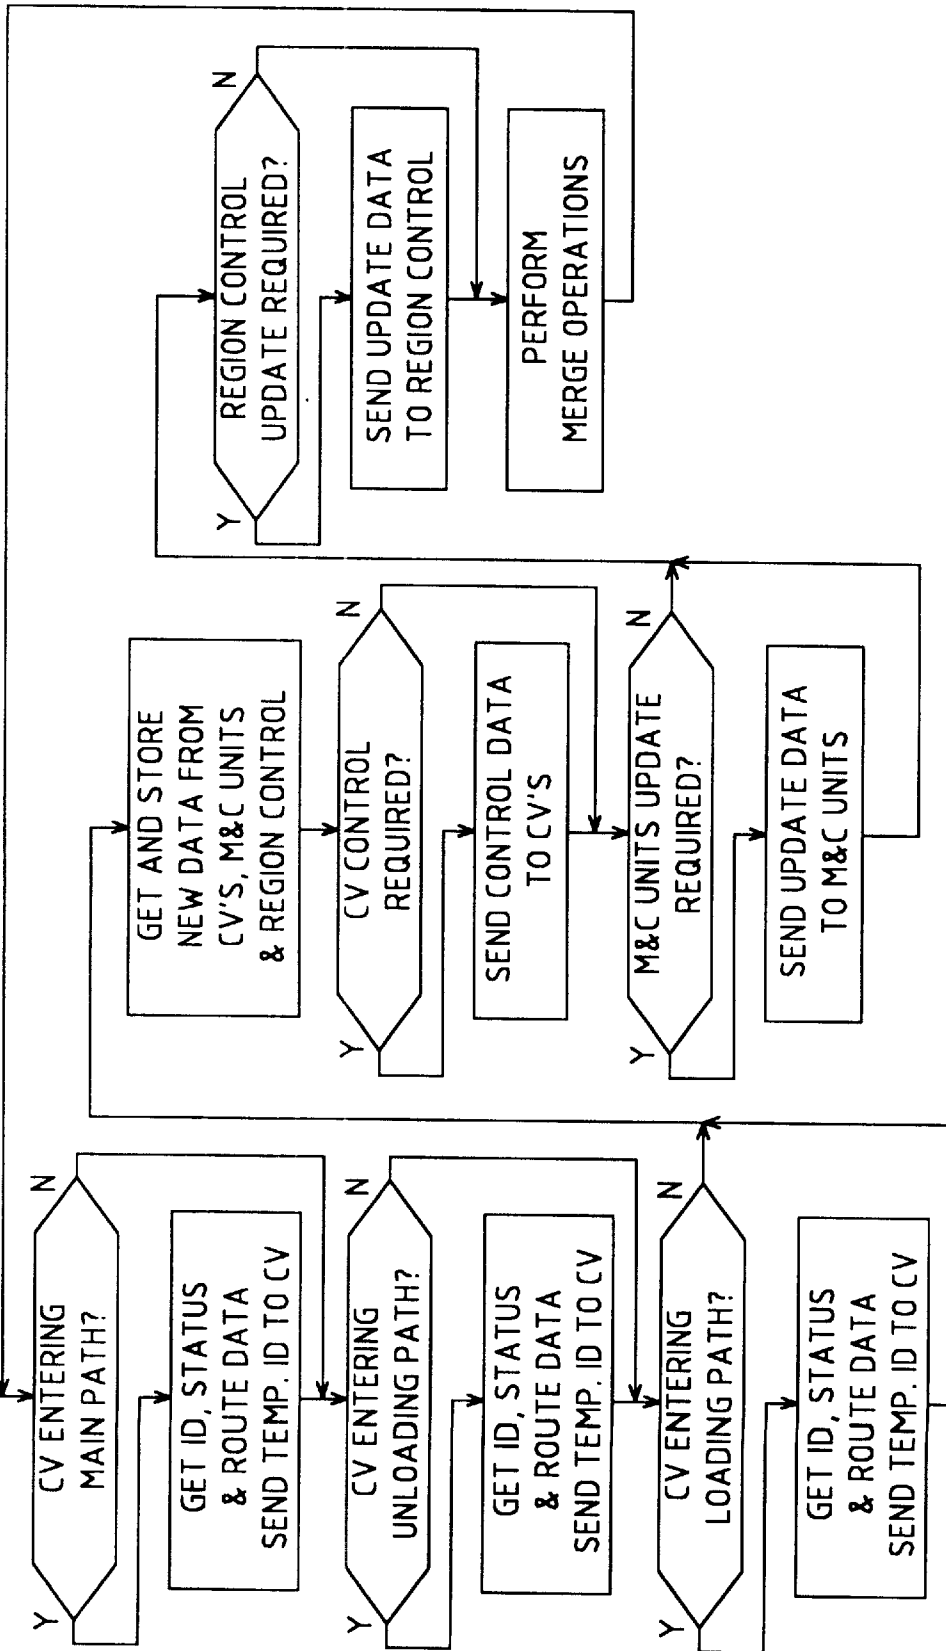 CV ENTERING
MAIN PATH?
Y
N
GET ID, STATUS
& ROUTE DATA
SEND TEMP. ID TO CV
CV ENTERING
UNLOADING PATH?
Y
N
GET ID, STATUS
& ROUTE DATA
SEND TEMP. ID TO CV
CV ENTERING
LOADING PATH?
Y
N
GET ID, STATUS
& ROUTE DATA
SEND TEMP. ID TO CV
GET AND STORE
NEW DATA FROM
CV'S, M&C UNITS
& REGION CONTROL
CV CONTROL
REQUIRED?
Y
N
SEND CONTROL DATA
TO CV'S
M&C UNITS UPDATE
REQUIRED?
Y
N
SEND UPDATE DATA
TO M&C UNITS
REGION CONTROL
UPDATE REQUIRED?
Y
N
SEND UPDATE DATA
TO REGION CONTROL
PERFORM
MERGE OPERATIONS